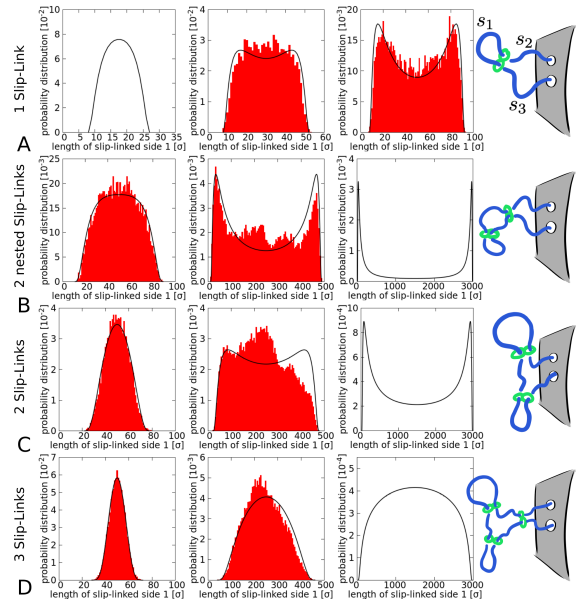 1 Slip-Link
A
probability distribution [10⁻²]
10
8
6
4
2
0
0 5 10 15 20 25 30 35
length of slip-linked side 1 [σ]
probability distribution [10⁻²]
5
4
3
2
1
0
0 10 20 30 40 50 60
length of slip-linked side 1 [σ]
probability distribution [10⁻³]
20
15
10
5
0
0 20 40 60 80 100
length of slip-linked side 1 [σ]
s₁
s₂
s₃
2 nested Slip-Links
B
probability distribution [10⁻³]
25
20
15
10
5
0
0 20 40 60 80 100
length of slip-linked side 1 [σ]
probability distribution [10⁻³]
5
4
3
2
1
0
0 100 200 300 400 500
length of slip-linked side 1 [σ]
probability distribution [10⁻³]
4
3
2
1
0
0 1000 2000 3000
length of slip-linked side 1 [σ]
2 Slip-Links
C
probability distribution [10⁻²]
4
3
2
1
0
0 20 40 60 80 100
length of slip-linked side 1 [σ]
probability distribution [10⁻³]
4
3
2
1
0
0 100 200 300 400 500
length of slip-linked side 1 [σ]
probability distribution [10⁻⁴]
10
8
6
4
2
0
0 1000 2000 3000
length of slip-linked side 1 [σ]
3 Slip-Links
D
probability distribution [10⁻²]
7
6
5
4
3
2
1
0
0 20 40 60 80 100
length of slip-linked side 1 [σ]
probability distribution [10⁻³]
6
5
4
3
2
1
0
0 100 200 300 400 500
length of slip-linked side 1 [σ]
probability distribution [10⁻⁴]
5
4
3
2
1
0
0 1000 2000 3000
length of slip-linked side 1 [σ]